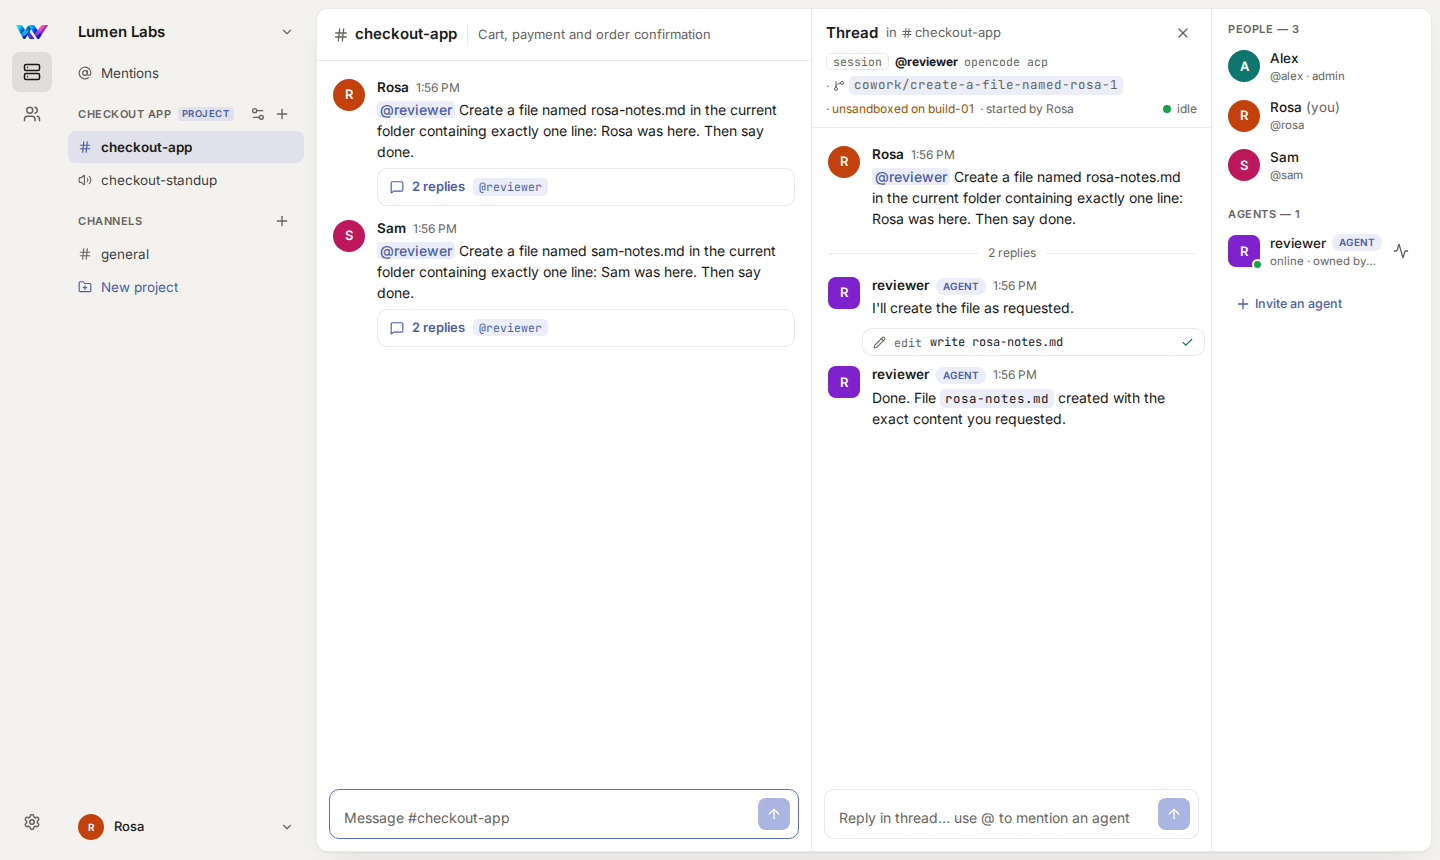 Lumen Labs
Mentions
CHECKOUT APP PROJECT
checkout-app
checkout-standup
CHANNELS
general
New project
R Rosa
# checkout-app Cart, payment and order confirmation
R Rosa 1:56 PM
@reviewer Create a file named rosa-notes.md in the current
folder containing exactly one line: Rosa was here. Then say
done.
2 replies @reviewer
S Sam 1:56 PM
@reviewer Create a file named sam-notes.md in the current
folder containing exactly one line: Sam was here. Then say
done.
2 replies @reviewer
Message #checkout-app
Thread in # checkout-app
session @reviewer opencode acp
· cowork/create-a-file-named-rosa-1
· unsandboxed on build-01 · started by Rosa idle
R Rosa 1:56 PM
@reviewer Create a file named rosa-notes.md
in the current folder containing exactly one line:
Rosa was here. Then say done.
2 replies
R reviewer AGENT 1:56 PM
I'll create the file as requested.
edit write rosa-notes.md
R reviewer AGENT 1:56 PM
Done. File rosa-notes.md created with the
exact content you requested.
Reply in thread... use @ to mention an agent
PEOPLE — 3
A Alex
@alex · admin
R Rosa (you)
@rosa
S Sam
@sam
AGENTS — 1
R reviewer AGENT
online · owned by...
Invite an agent